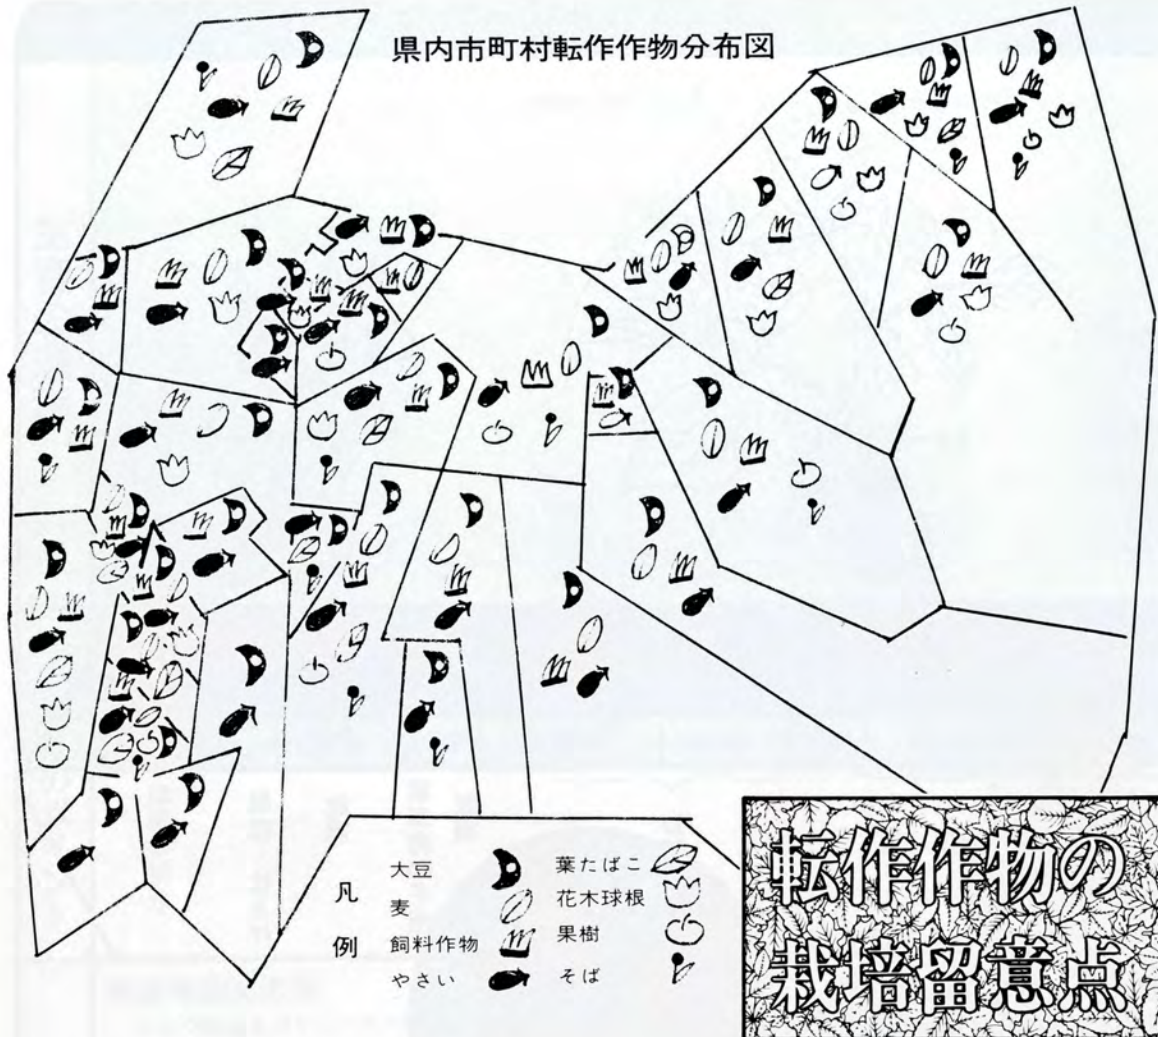 県内市町村転作作物分布図
凡例
大豆
麦
飼料作物
やさい
葉たばこ
花木球根
果樹
そば
転作作物の
栽培留意点